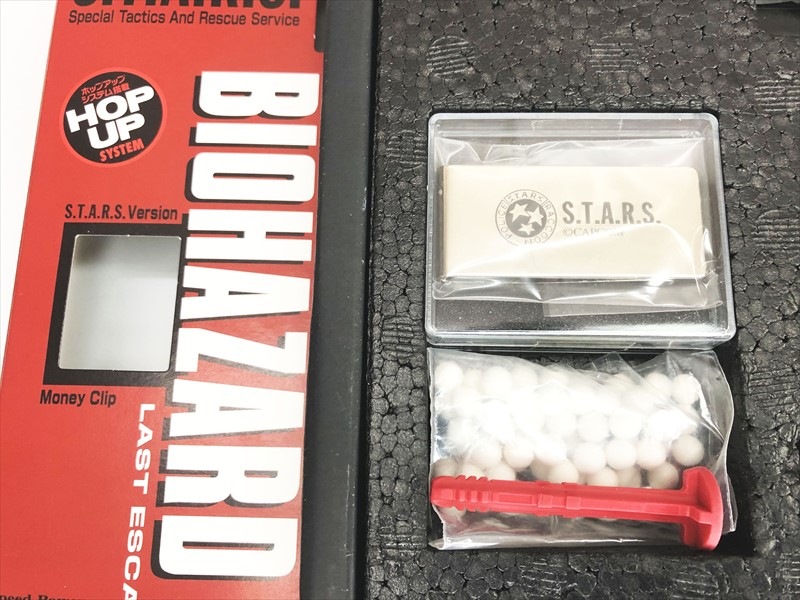 S.T.A.R.S.
Special Tactics And Rescue Service
ホップアップ
システム搭載
HOP
UP
SYSTEM
S.T.A.R.S. Version
Money Clip
BIOHAZARD
LAST ESCA
S.T.A.R.S.
©CAPCOM